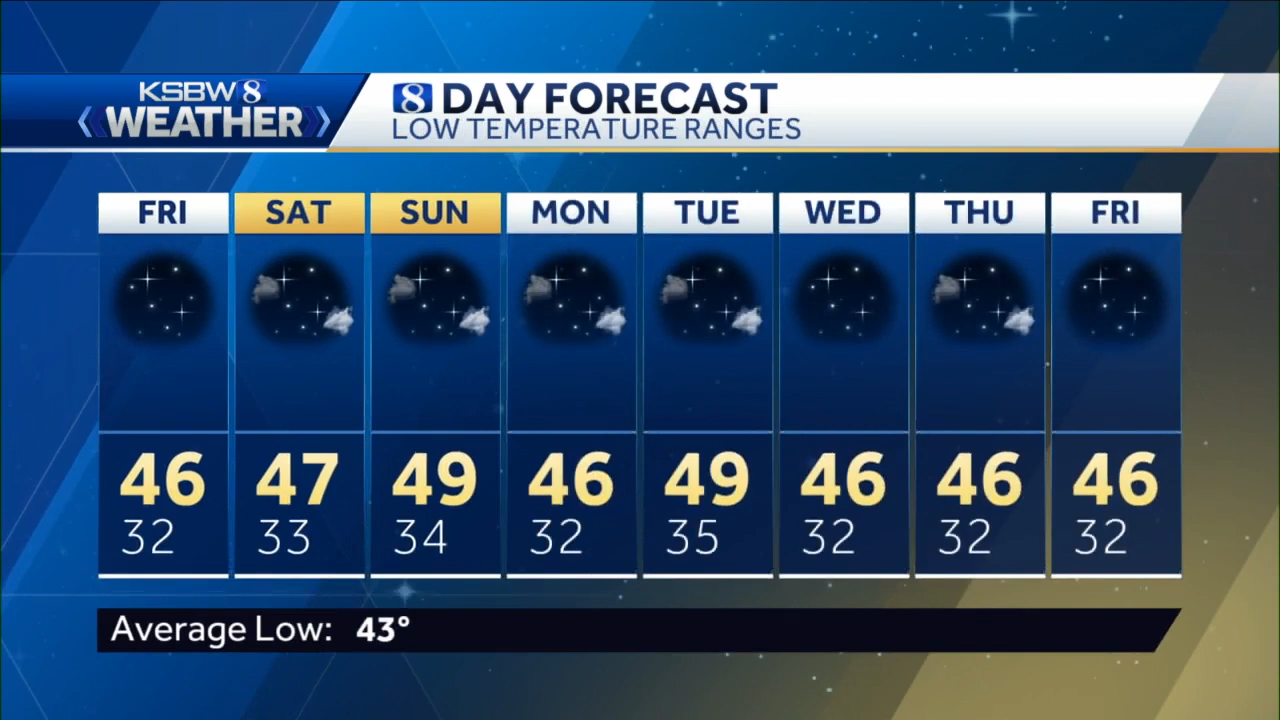 KSBW 8
WEATHER
8 DAY FORECAST
LOW TEMPERATURE RANGES
FRI SAT SUN MON TUE WED THU FRI
46 47 49 46 49 46 46 46
32 33 34 32 35 32 32 32
Average Low: 43°